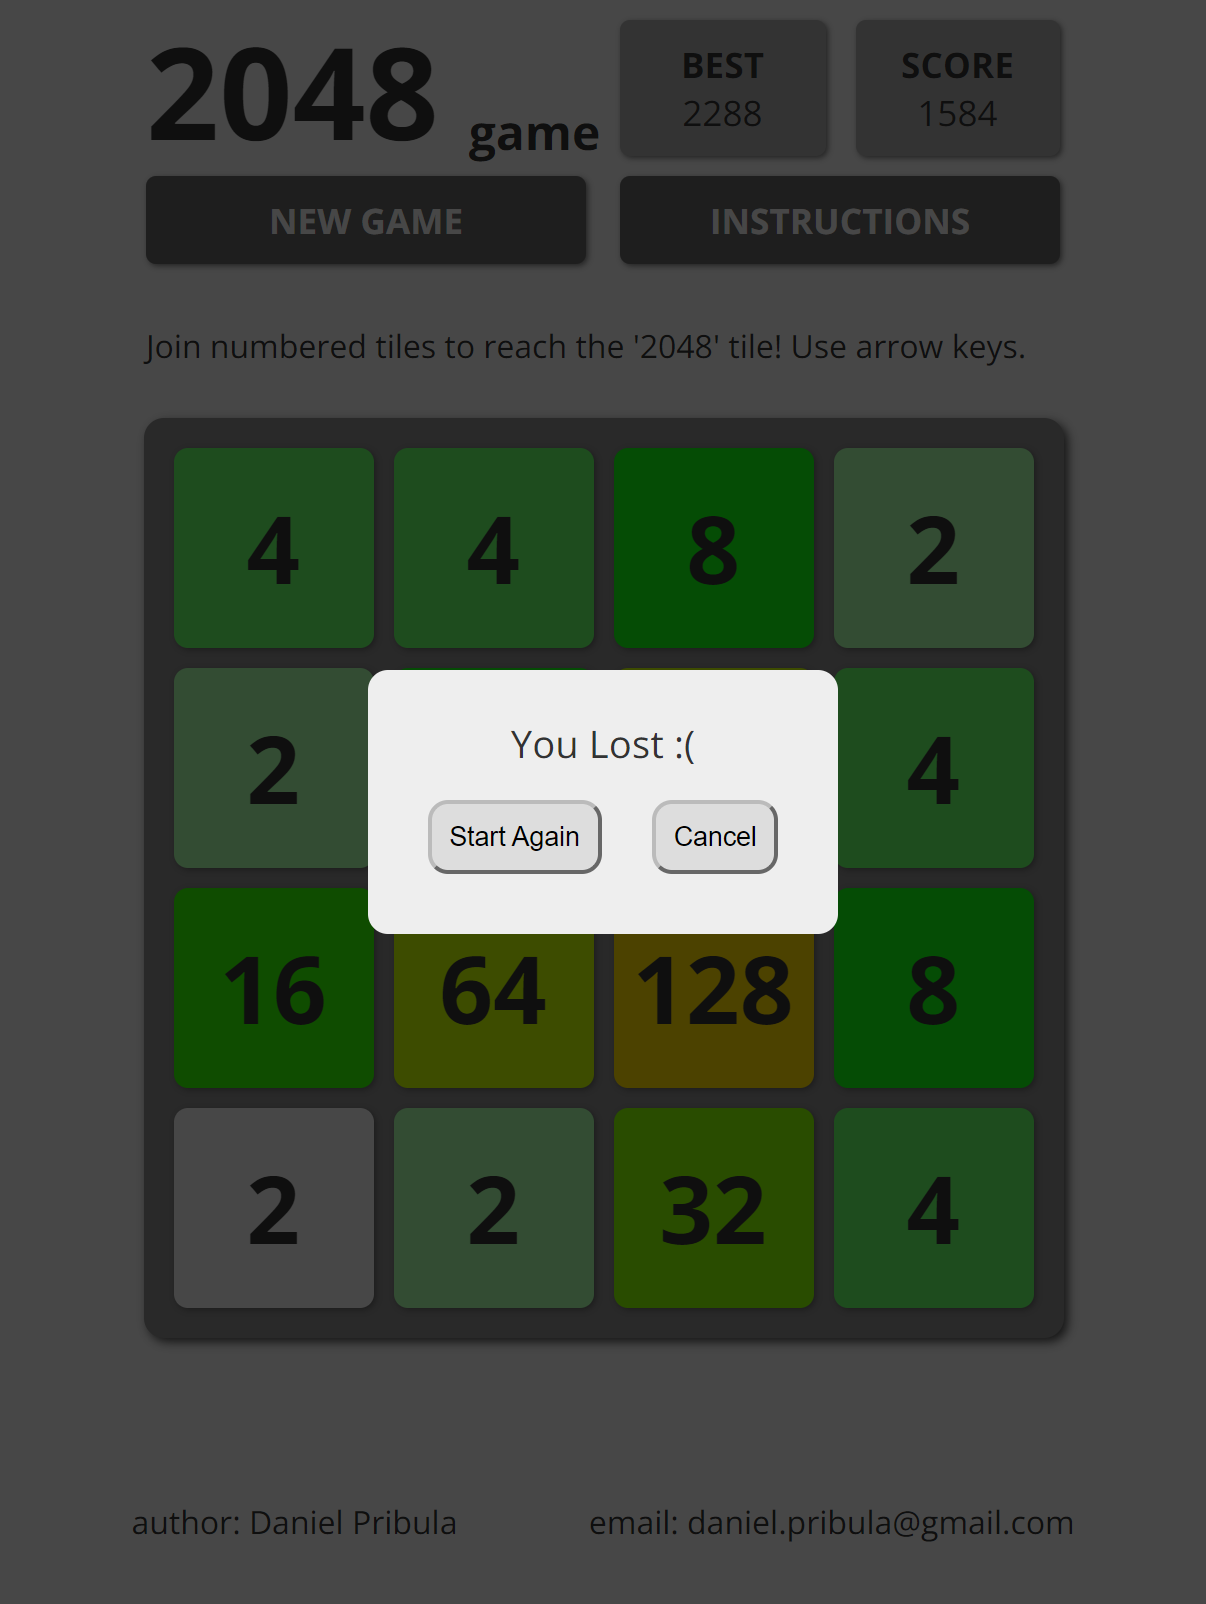 2048 game
BEST
2288
SCORE
1584
NEW GAME
INSTRUCTIONS
Join numbered tiles to reach the '2048' tile! Use arrow keys.
4 4 8 2
2 4
You Lost :(
Start Again
Cancel
16 64 128 8
2 2 32 4
author: Daniel Pribula
email: daniel.pribula@gmail.com